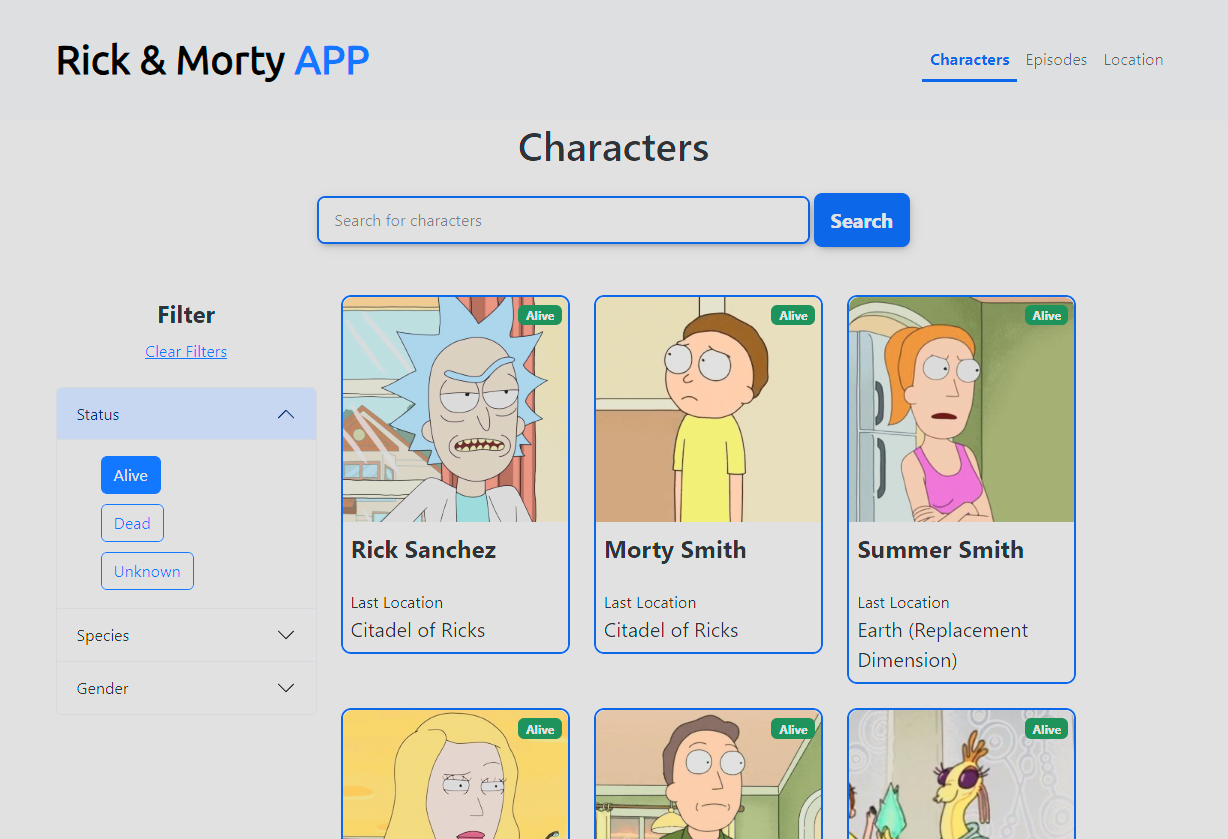 Rick & Morty APP
Characters Episodes Location
Characters
Search for characters
Search
Filter
Clear Filters
Status
Alive
Dead
Unknown
Species
Gender
Alive
Rick Sanchez
Last Location
Citadel of Ricks
Alive
Morty Smith
Last Location
Citadel of Ricks
Alive
Summer Smith
Last Location
Earth (Replacement
Dimension)
Alive
Alive
Alive